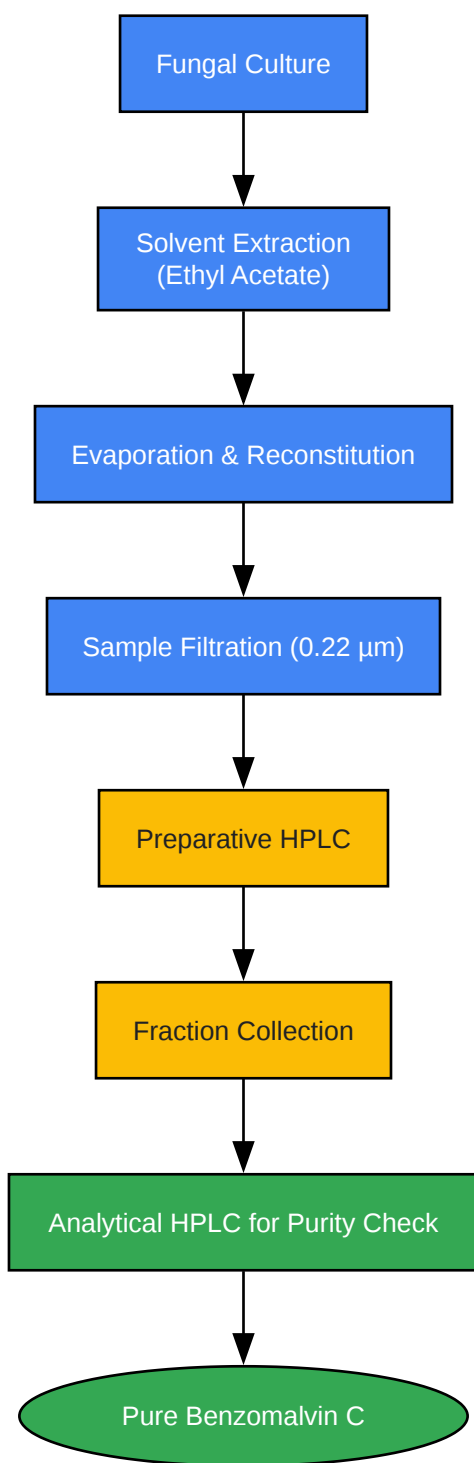 Fungal Culture
Solvent Extraction
(Ethyl Acetate)
Evaporation & Reconstitution
Sample Filtration (0.22 µm)
Preparative HPLC
Fraction Collection
Analytical HPLC for Purity Check
Pure Benzomalvin C